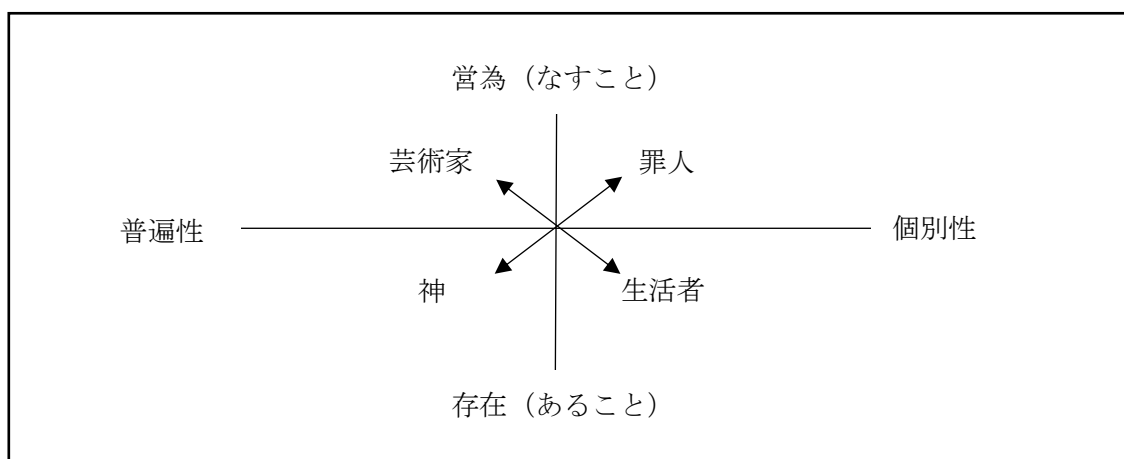 営為（なすこと）
芸術家
罪人
普遍性
個別性
神
生活者
存在（あること）